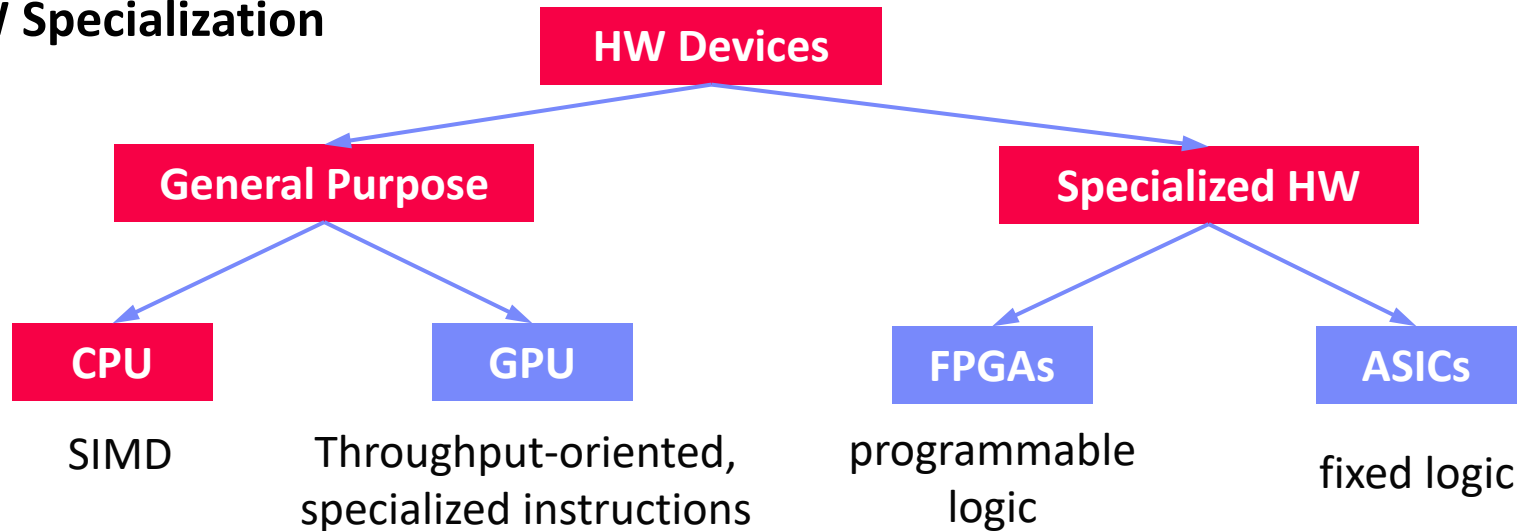 Specialization
HW Devices
General Purpose
Specialized HW
CPU
GPU
FPGAs
ASICs
SIMD
Throughput-oriented,
specialized instructions
programmable
logic
fixed logic